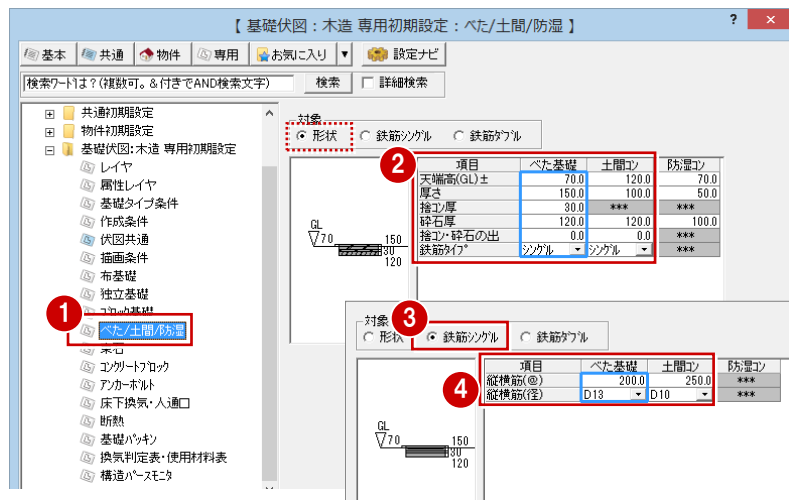 【 基礎伏図：木造 専用初期設定：べた/土間/防湿 】 ? ×
基本 共通 物件 専用 お気に入り ▼ 設定ナビ
検索ワードは？(複数可。＆付きでAND検索文字) 検索 詳細検索
共通初期設定
物件初期設定
基礎伏図:木造 専用初期設定
レイヤ
属性レイヤ
基礎タイプ条件
作成条件
伏図共通
描画条件
布基礎
独立基礎
ブロック基礎
1
べた/土間/防湿
束石
コンクリートブロック
アンカーボルト
床下換気・人通口
断熱
基礎パッキン
換気判定表・使用材料表
構造パースモニタ
対象
形状 鉄筋シングル 鉄筋ダブル
2
項目 べた基礎 土間コン 防湿コン
天端高(GL)± 70.0 120.0 70.0
厚さ 150.0 100.0 50.0
捨コン厚 30.0 *** ***
砕石厚 120.0 120.0 100.0
捨コン・砕石の出 0.0 0.0 ***
鉄筋タイプ シングル シングル ***
GL
70 150
30
120
対象
3
形状 鉄筋シングル 鉄筋ダブル
4
項目 べた基礎 土間コン 防湿コン
縦横筋(@) 200.0 250.0 ***
縦横筋(径) D13 D10 ***
GL
70 150
30
120